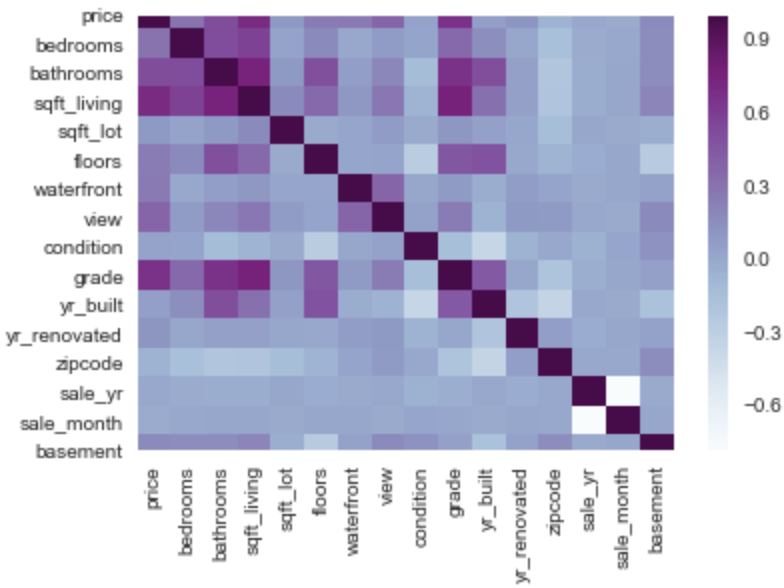 price
bedrooms
bathrooms
sqft_living
sqft_lot
floors
waterfront
view
condition
grade
yr_built
yr_renovated
zipcode
sale_yr
sale_month
basement
price
bedrooms
bathrooms
sqft_living
sqft_lot
floors
waterfront
view
condition
grade
yr_built
yr_renovated
zipcode
sale_yr
sale_month
basement
0.9
0.6
0.3
0.0
−0.3
−0.6